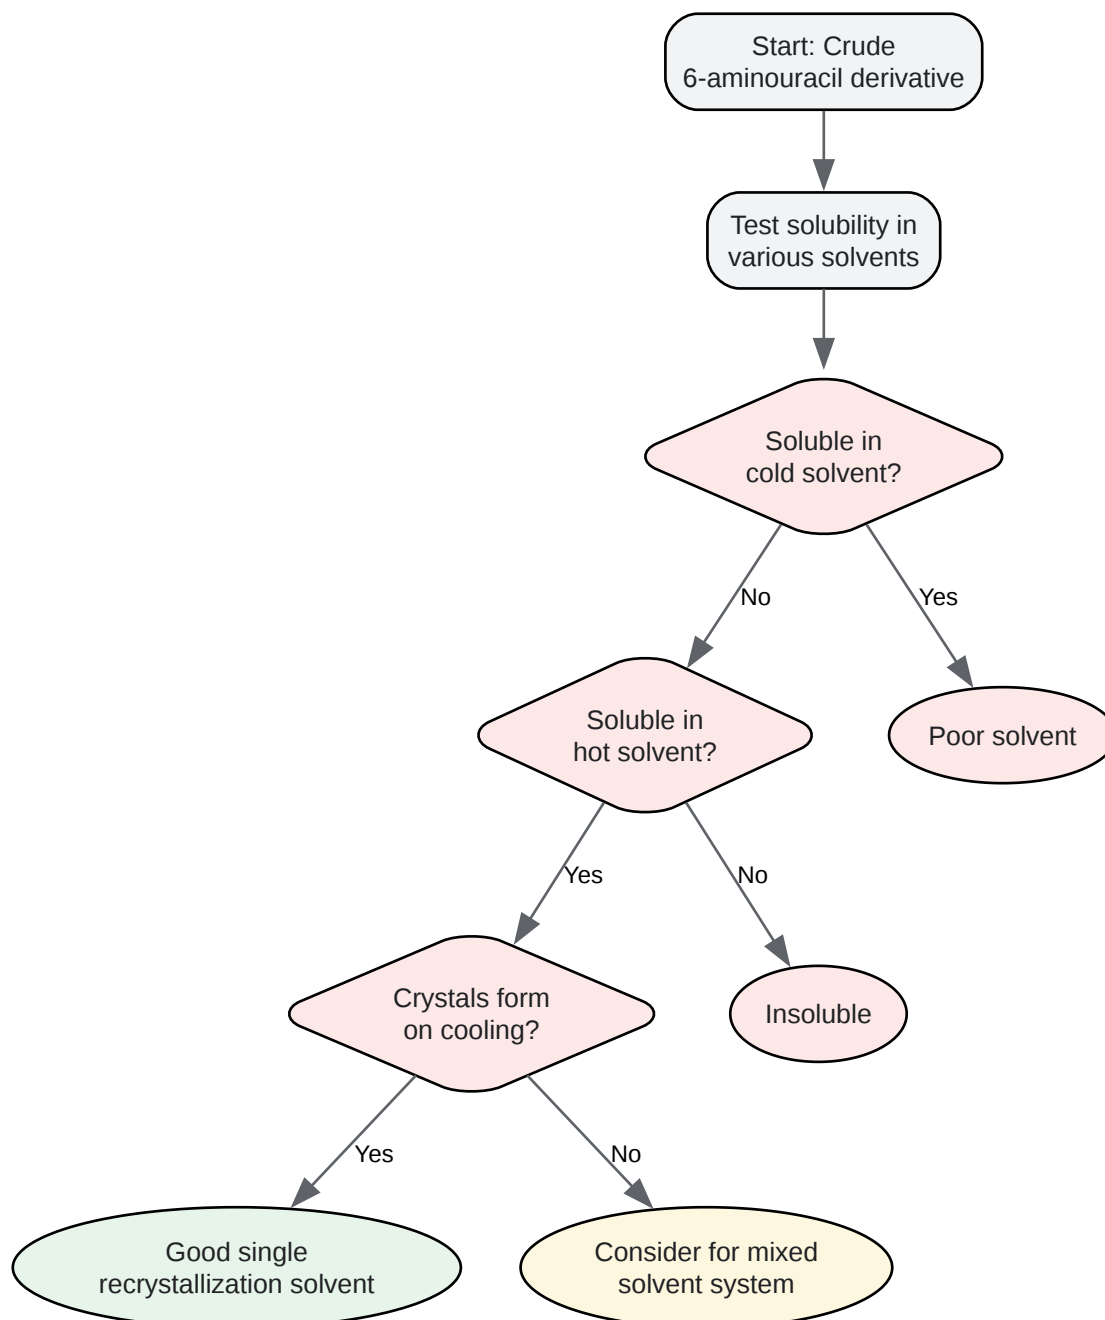 Start: Crude
6-aminouracil derivative
Test solubility in
various solvents
Soluble in
cold solvent?
No
Yes
Soluble in
hot solvent?
Poor solvent
Yes
No
Crystals form
on cooling?
Insoluble
Yes
No
Good single
recrystallization solvent
Consider for mixed
solvent system